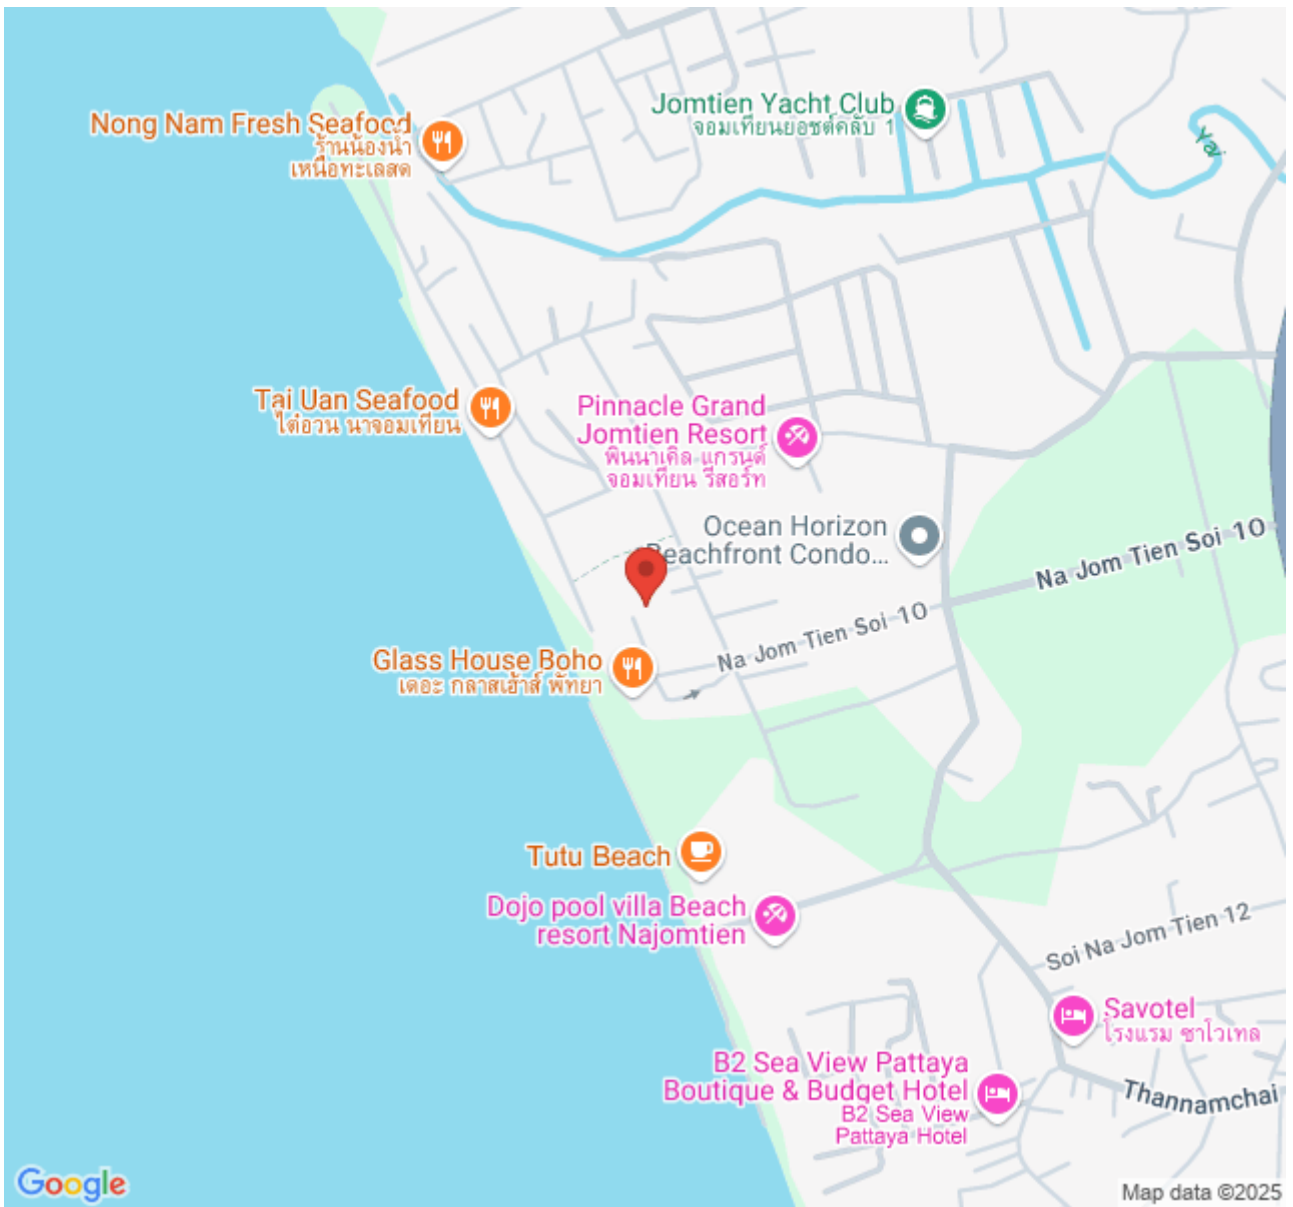 Jomtien Yacht Club
จอมเทียนยอชต์คลับ 1
Nong Nam Fresh Seafood
ร้านน้องน้ำ
เหนือทะเลสด
Yai
Tai Uan Seafood
ไต๋อวน นาจอมเทียน
Pinnacle Grand
Jomtien Resort
พินนาเคิล แกรนด์
จอมเทียน รีสอร์ท
Ocean Horizon
Beachfront Condo...
Na Jom Tien Soi 10
Na Jom Tien Soi 10
Glass House Boho
เดอะ กลาสเฮ้าส์ พัทยา
Tutu Beach
Dojo pool villa Beach
resort Najomtien
Soi Na Jom Tien 12
Savotel
โรงแรม ซาโวเทล
B2 Sea View Pattaya
Boutique & Budget Hotel
B2 Sea View
Pattaya Hotel
Thannamchai
Google
Map data ©2025